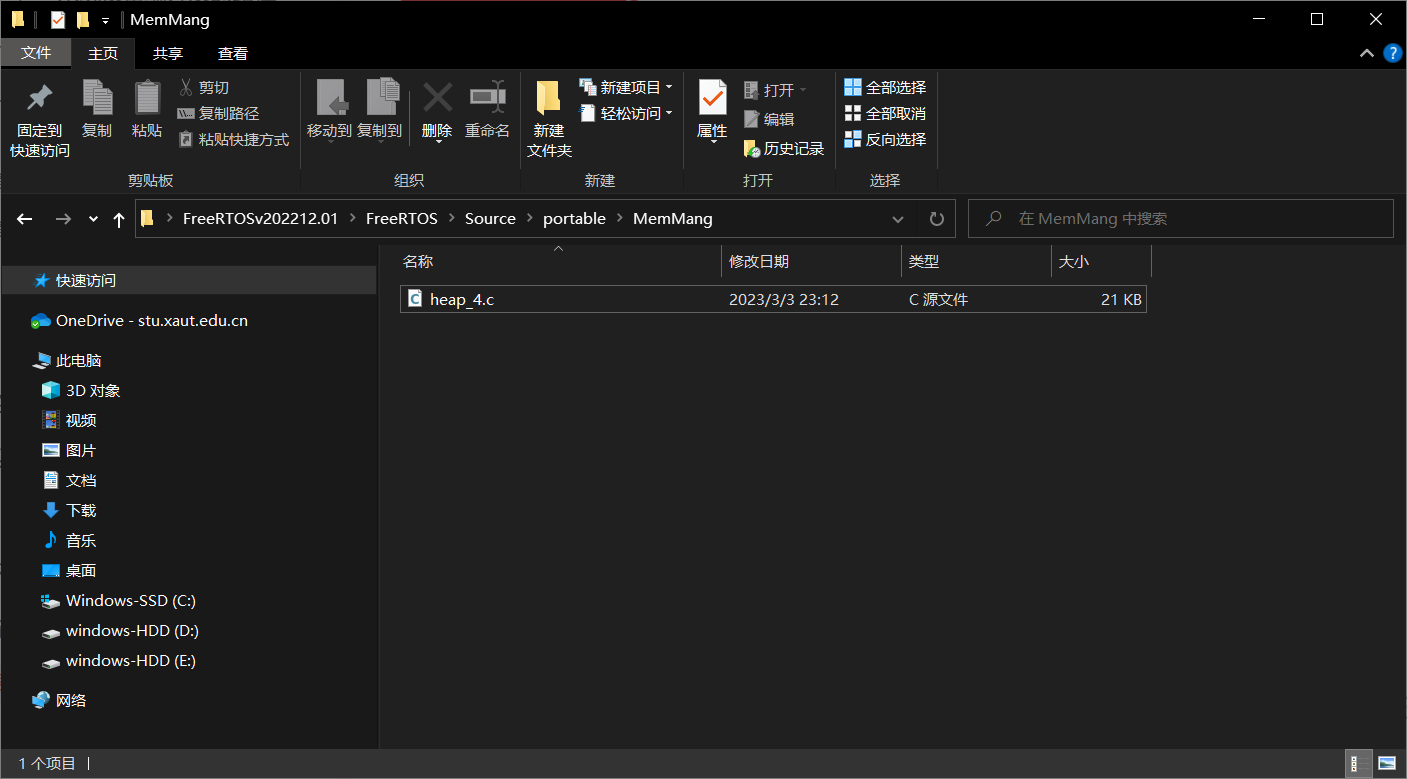 MemMang
文件 主页 共享 查看
固定到
快速访问
复制
粘贴
剪切
复制路径
粘贴快捷方式
剪贴板
移动到 复制到 删除 重命名
组织
新建
文件夹
新建项目
轻松访问
新建
属性
打开
编辑
历史记录
打开
全部选择
全部取消
反向选择
选择
FreeRTOSv202212.01 FreeRTOS Source portable MemMang
在 MemMang 中搜索
名称 修改日期 类型 大小
heap_4.c 2023/3/3 23:12 C 源文件 21 KB
快速访问
OneDrive - stu.xaut.edu.cn
此电脑
3D 对象
视频
图片
文档
下载
音乐
桌面
Windows-SSD (C:)
windows-HDD (D:)
windows-HDD (E:)
网络
1 个项目